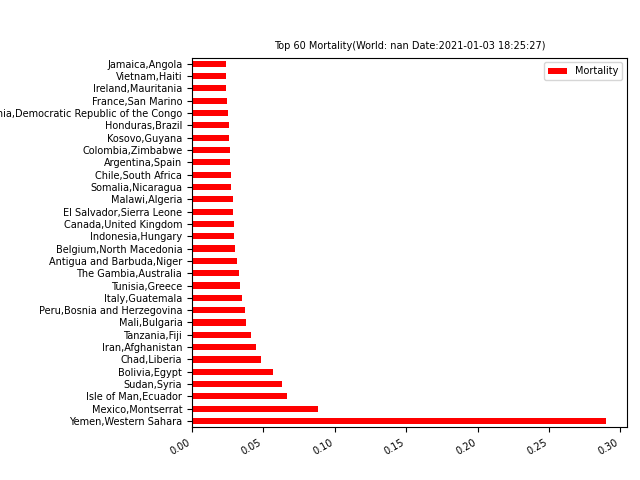 Top 60 Mortality(World: nan Date:2021-01-03 18:25:27)
Mortality
Jamaica,Angola
Vietnam,Haiti
Ireland,Mauritania
France,San Marino
nia,Democratic Republic of the Congo
Honduras,Brazil
Kosovo,Guyana
Colombia,Zimbabwe
Argentina,Spain
Chile,South Africa
Somalia,Nicaragua
Malawi,Algeria
El Salvador,Sierra Leone
Canada,United Kingdom
Indonesia,Hungary
Belgium,North Macedonia
Antigua and Barbuda,Niger
The Gambia,Australia
Tunisia,Greece
Italy,Guatemala
Peru,Bosnia and Herzegovina
Mali,Bulgaria
Tanzania,Fiji
Iran,Afghanistan
Chad,Liberia
Bolivia,Egypt
Sudan,Syria
Isle of Man,Ecuador
Mexico,Montserrat
Yemen,Western Sahara
0.00 0.05 0.10 0.15 0.20 0.25 0.30